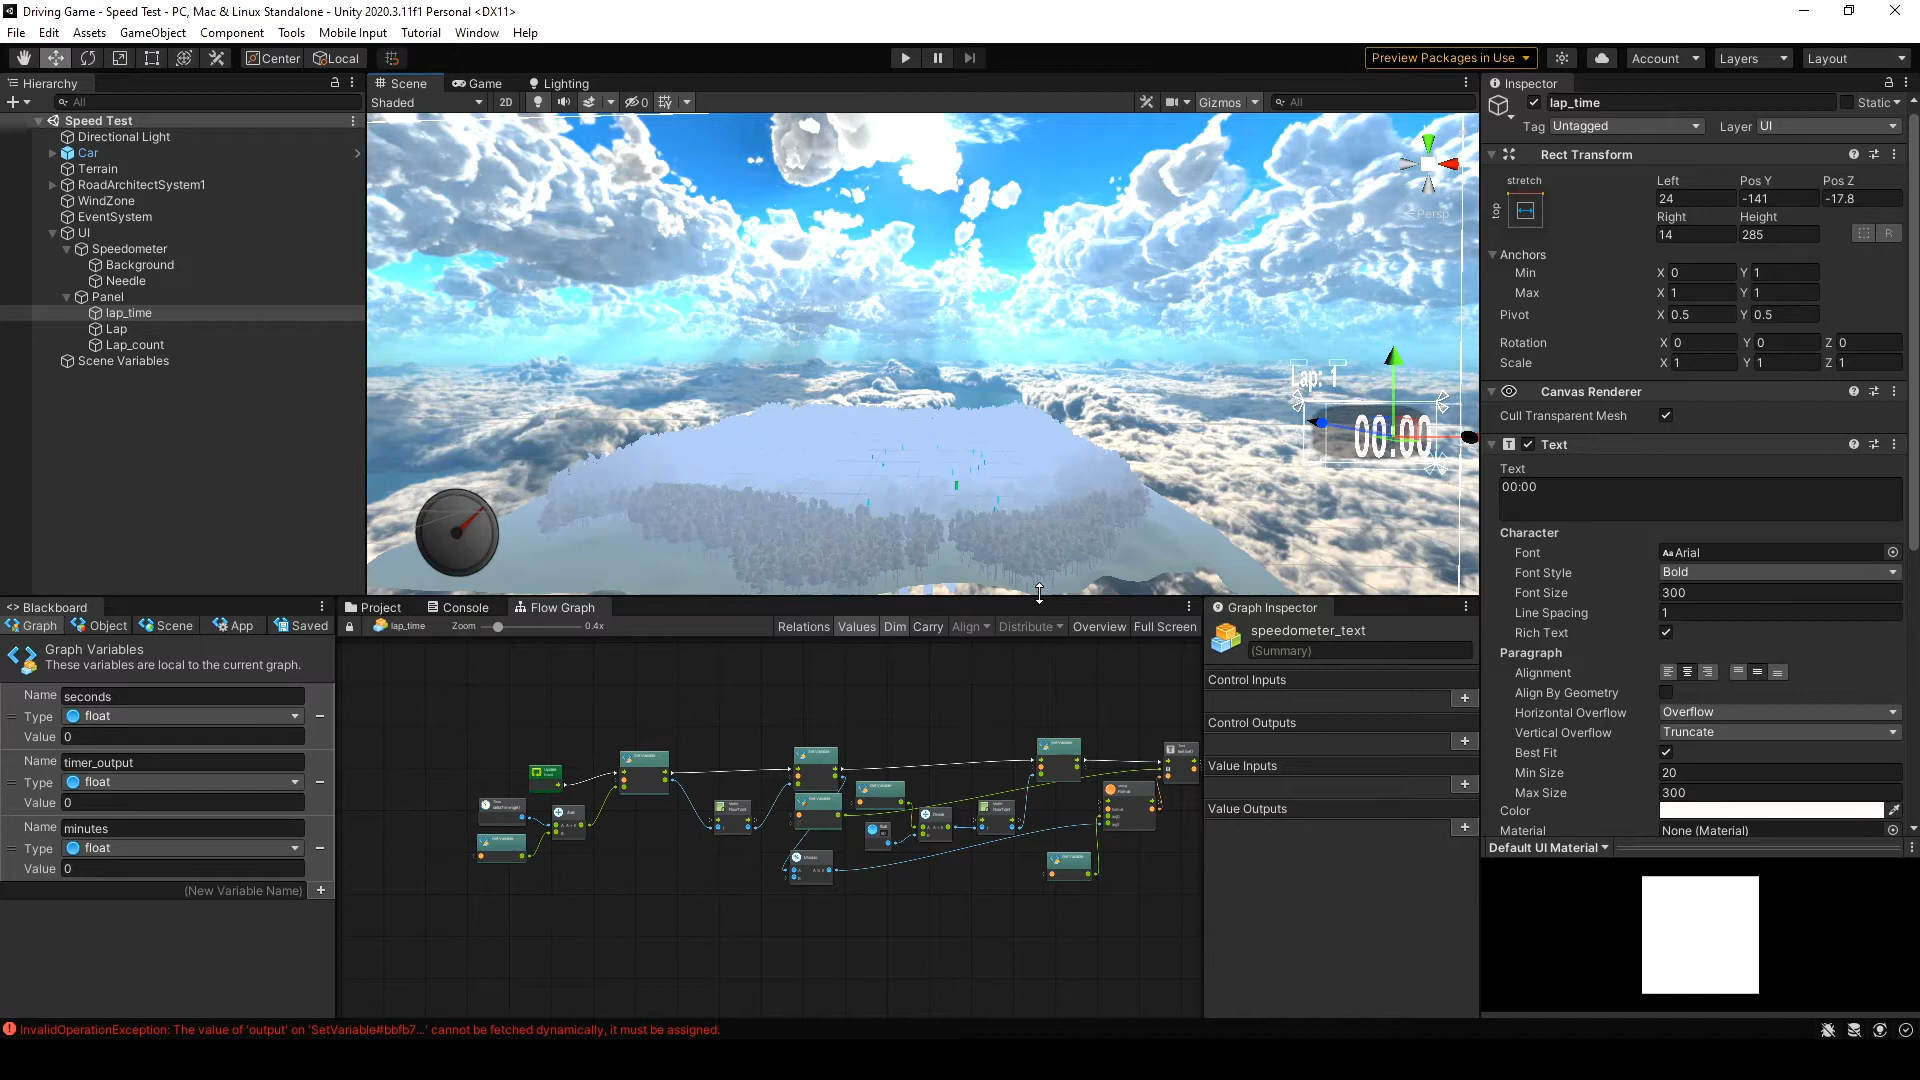 Driving Game - Speed Test - PC, Mac & Linux Standalone - Unity 2020.3.11f1 Personal <DX11>
File Edit Assets GameObject Component Tools Mobile Input Tutorial Window Help
Center Local Preview Packages in Use Account Layers Layout
Hierarchy
All
Speed Test
Directional Light
Car
Terrain
RoadArchitectSystem1
WindZone
EventSystem
UI
Speedometer
Background
Needle
Panel
lap_time
Lap
Lap_count
Scene Variables
Scene Game Lighting
Shaded 2D 0 Gizmos All
Persp
Lap: 1
00:00
Inspector
lap_time Static
Tag Untagged Layer UI
Rect Transform
stretch Left Pos Y Pos Z
top 24 -141 -17.8
Right Height
14 285 R
Anchors
Min X 0 Y 1
Max X 1 Y 1
Pivot X 0.5 Y 0.5
Rotation X 0 Y 0 Z 0
Scale X 1 Y 1 Z 1
Canvas Renderer
Cull Transparent Mesh
Text
Text
00:00
Character
Font Arial
Font Style Bold
Font Size 300
Line Spacing 1
Rich Text
Paragraph
Alignment
Align By Geometry
Horizontal Overflow Overflow
Vertical Overflow Truncate
Best Fit
Min Size 20
Max Size 300
Color
Material None (Material)
Default UI Material
<> Blackboard
Graph Object Scene App Saved
Graph Variables
These variables are local to the current graph.
Name seconds
Type float
Value 0
Name timer_output
Type float
Value 0
Name minutes
Type float
Value 0
(New Variable Name)
Project Console Flow Graph
lap_time Zoom 0.4x Relations Values Dim Carry Align Distribute Overview Full Screen
Graph Inspector
speedometer_text
(Summary)
Control Inputs
Control Outputs
Value Inputs
Value Outputs
InvalidOperationException: The value of 'output' on 'SetVariable#bbfb7...' cannot be fetched dynamically, it must be assigned.